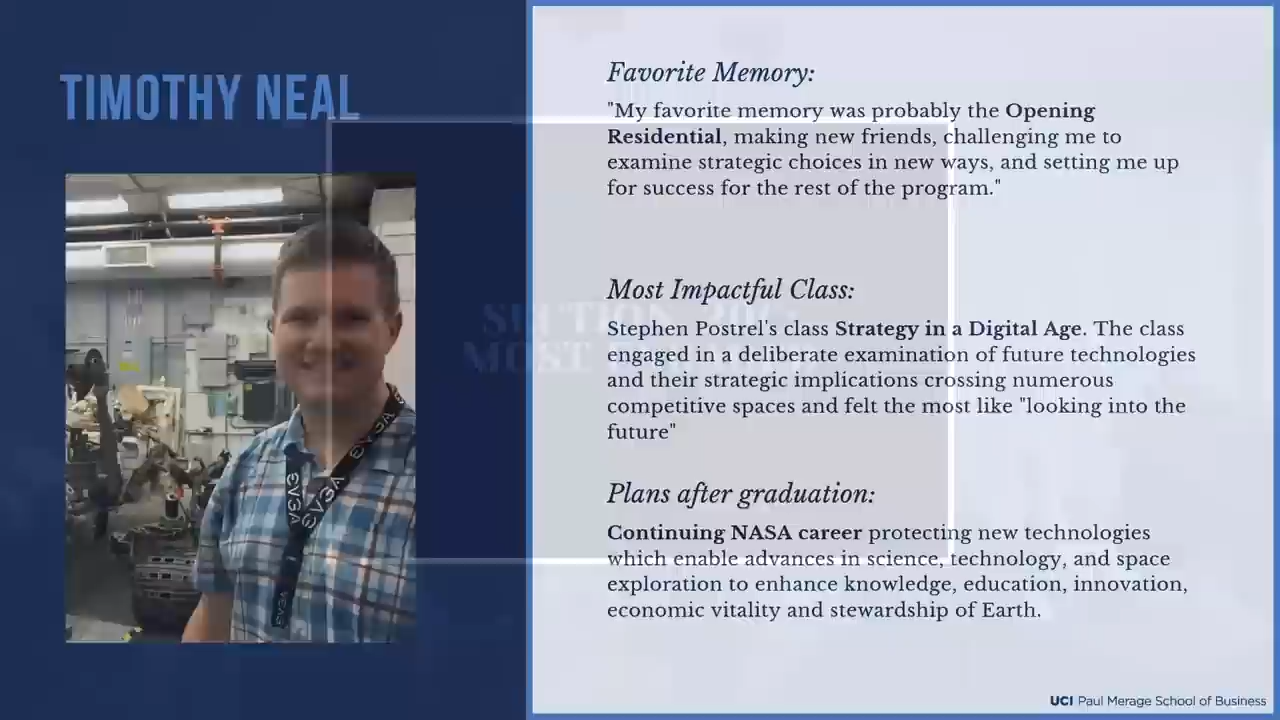 TIMOTHY NEAL
Favorite Memory:
"My favorite memory was probably the Opening
Residential, making new friends, challenging me to
examine strategic choices in new ways, and setting me up
for success for the rest of the program."
Most Impactful Class:
Stephen Postrel's class Strategy in a Digital Age. The class
engaged in a deliberate examination of future technologies
and their strategic implications crossing numerous
competitive spaces and felt the most like "looking into the
future"
Plans after graduation:
Continuing NASA career protecting new technologies
which enable advances in science, technology, and space
exploration to enhance knowledge, education, innovation,
economic vitality and stewardship of Earth.
UCI Paul Merage School of Business